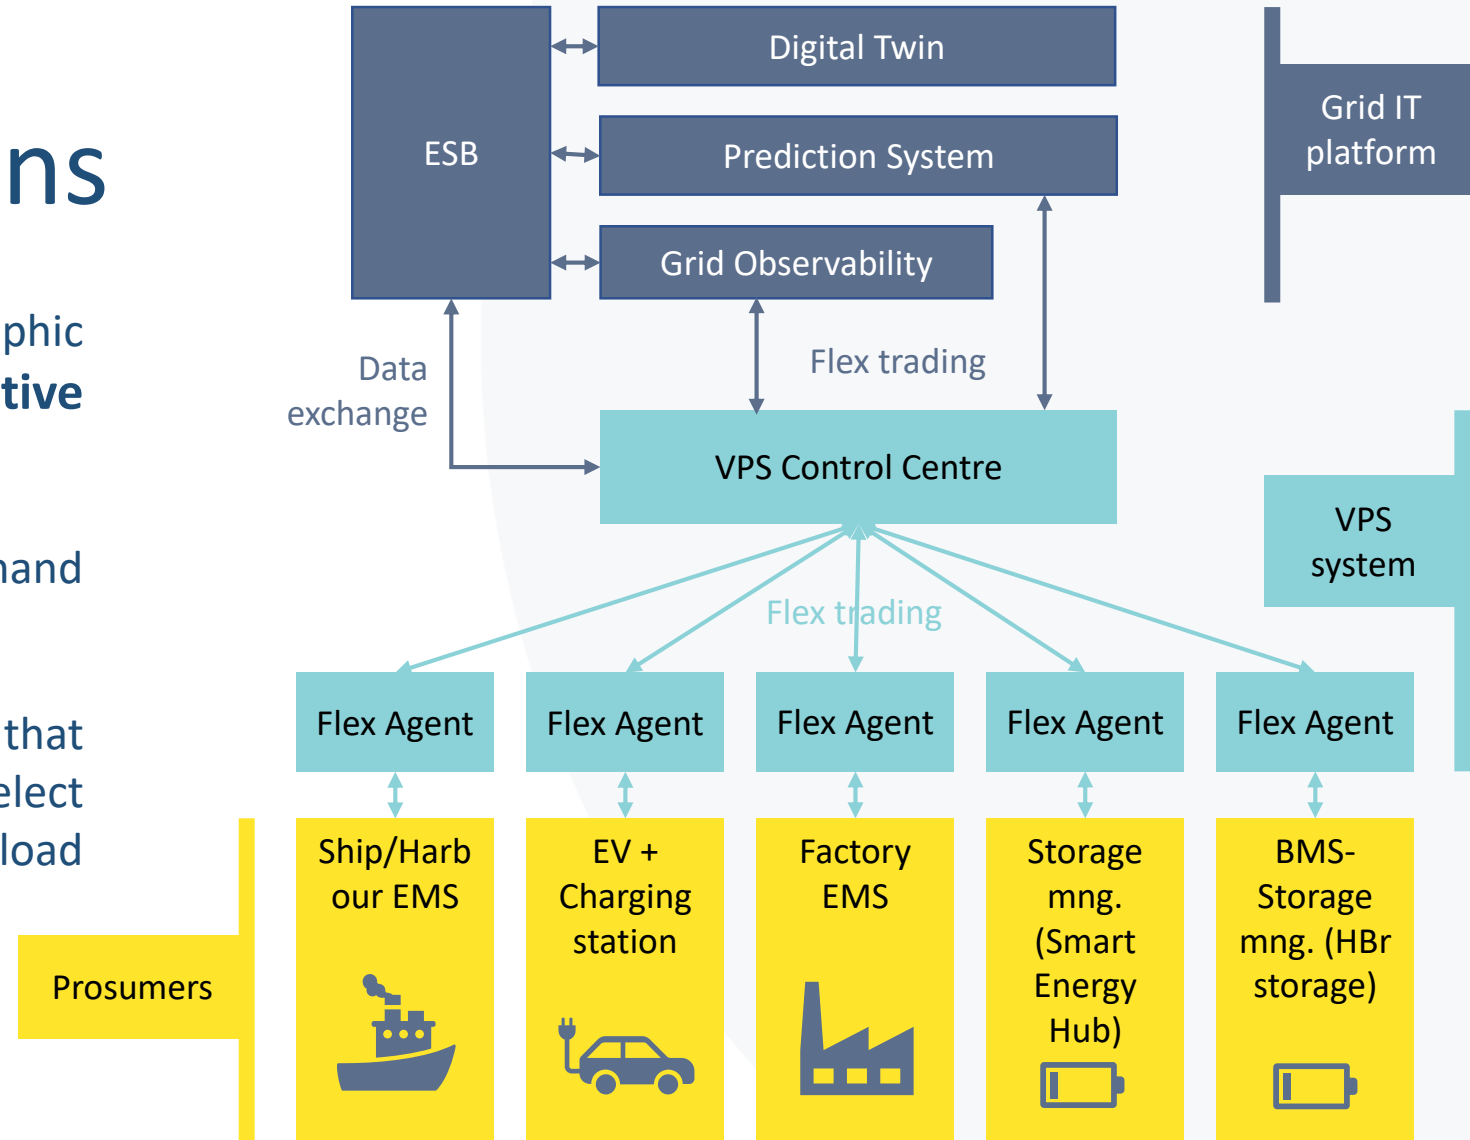 ns
phic
tive
nand
that
elect
load
Digital Twin
ESB
Prediction System
Grid Observability
Grid IT
platform
Data
exchange
Flex trading
VPS Control Centre
VPS
system
Flex trading
Flex Agent
Flex Agent
Flex Agent
Flex Agent
Flex Agent
Prosumers
Ship/Harb
our EMS
EV +
Charging
station
Factory
EMS
Storage
mng.
(Smart
Energy
Hub)
BMS-
Storage
mng. (HBr
storage)